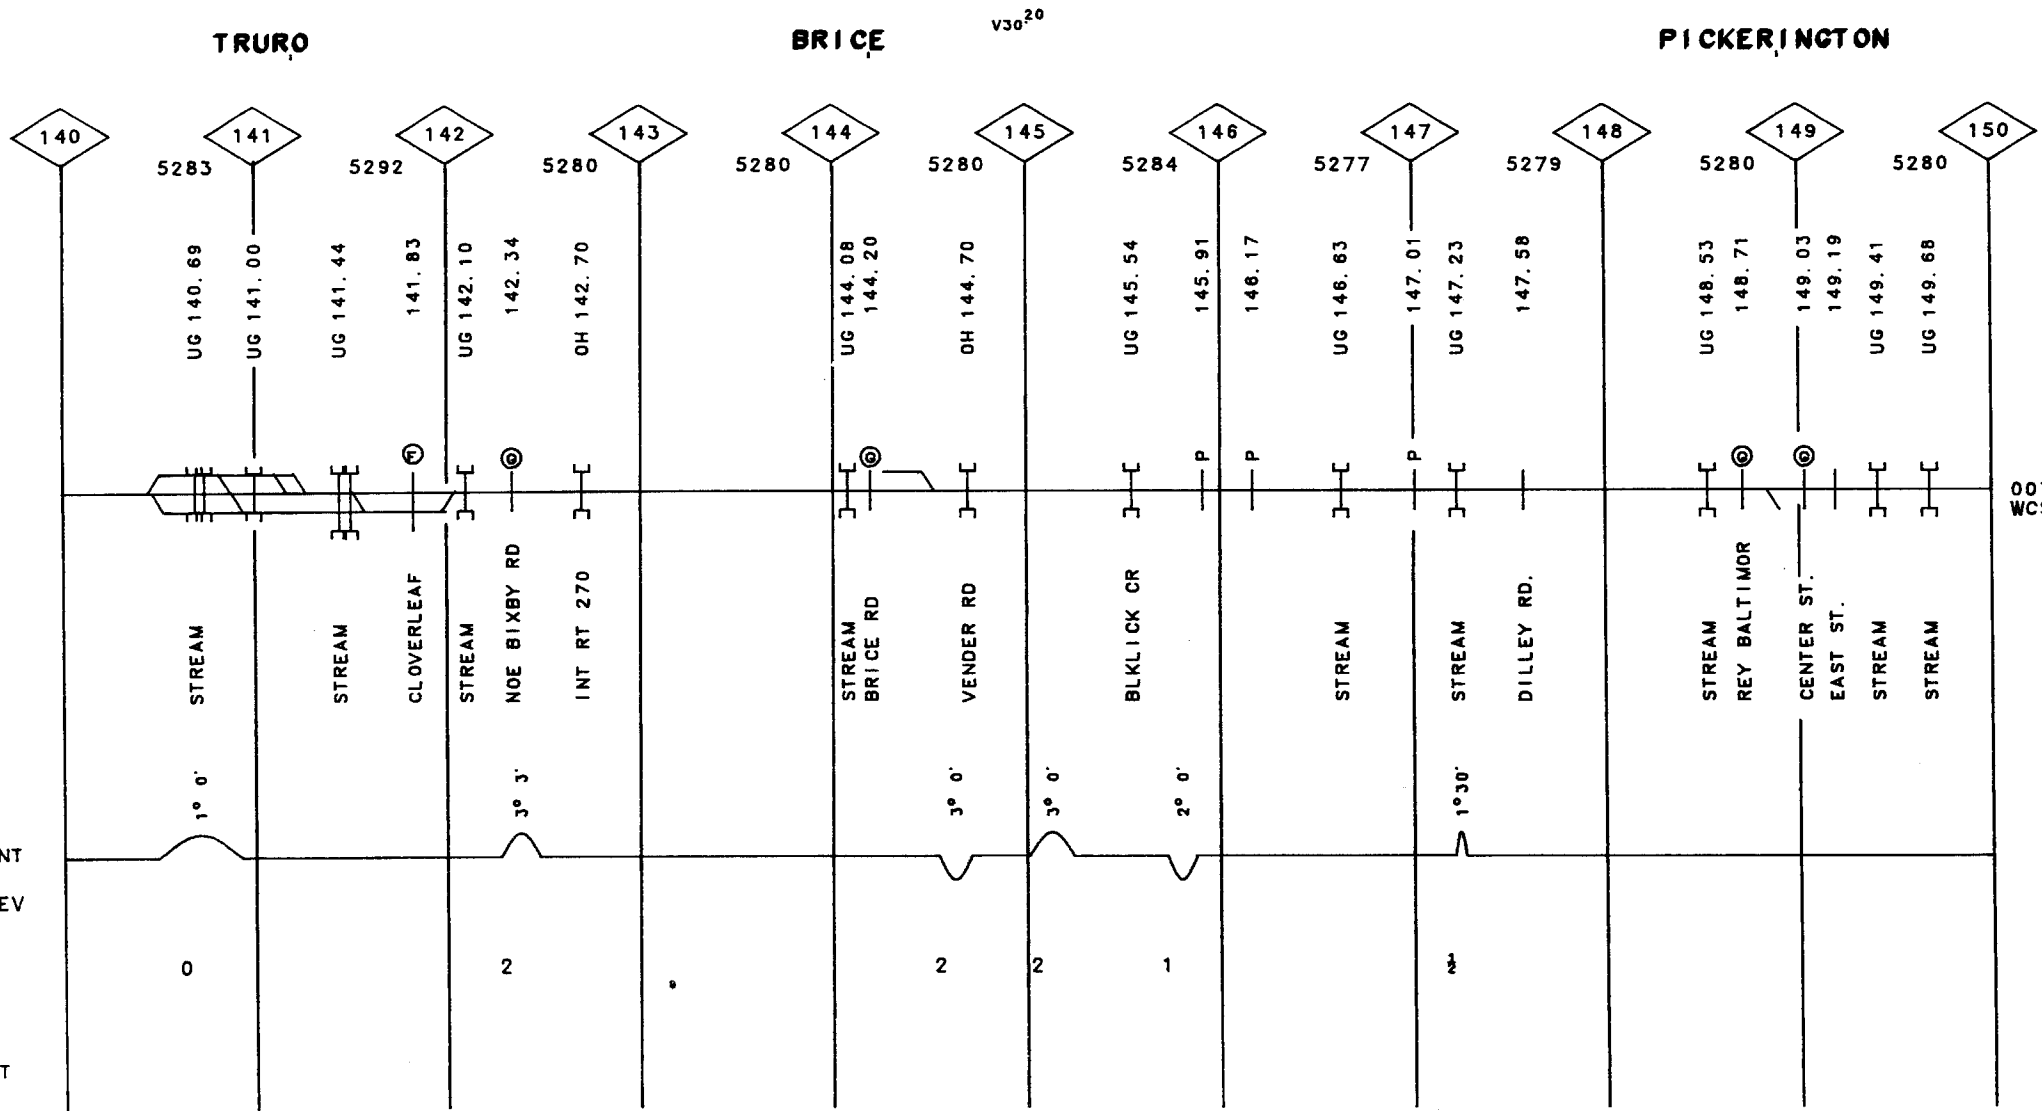 TRURO
BRICE
V30.20
PICKERINGTON
140
141
142
143
144
145
146
147
148
149
150
5283
5292
5280
5280
5280
5284
5277
5279
5280
5280
UG 140.69
UG 141.00
UG 141.44
141.83
UG 142.10
142.34
OH 142.70
UG 144.08
144.20
OH 144.70
UG 145.54
145.91
146.17
UG 146.63
147.01
UG 147.23
147.58
UG 148.53
148.71
149.03
149.19
UG 149.41
UG 149.68
F
G
G
P
P
P
G
G
00
WC
STREAM
STREAM
CLOVERLEAF
STREAM
NOE BIXBY RD
INT RT 270
STREAM
BRICE RD
VENDER RD
BLKLICK CR
STREAM
STREAM
DILLEY RD.
STREAM
REY BALTIMOR
CENTER ST.
EAST ST.
STREAM
STREAM
1° 0'
3° 3'
3° 0'
3° 0'
2° 0'
1°30'
NT
EV
0
2
2
2
1
½
T